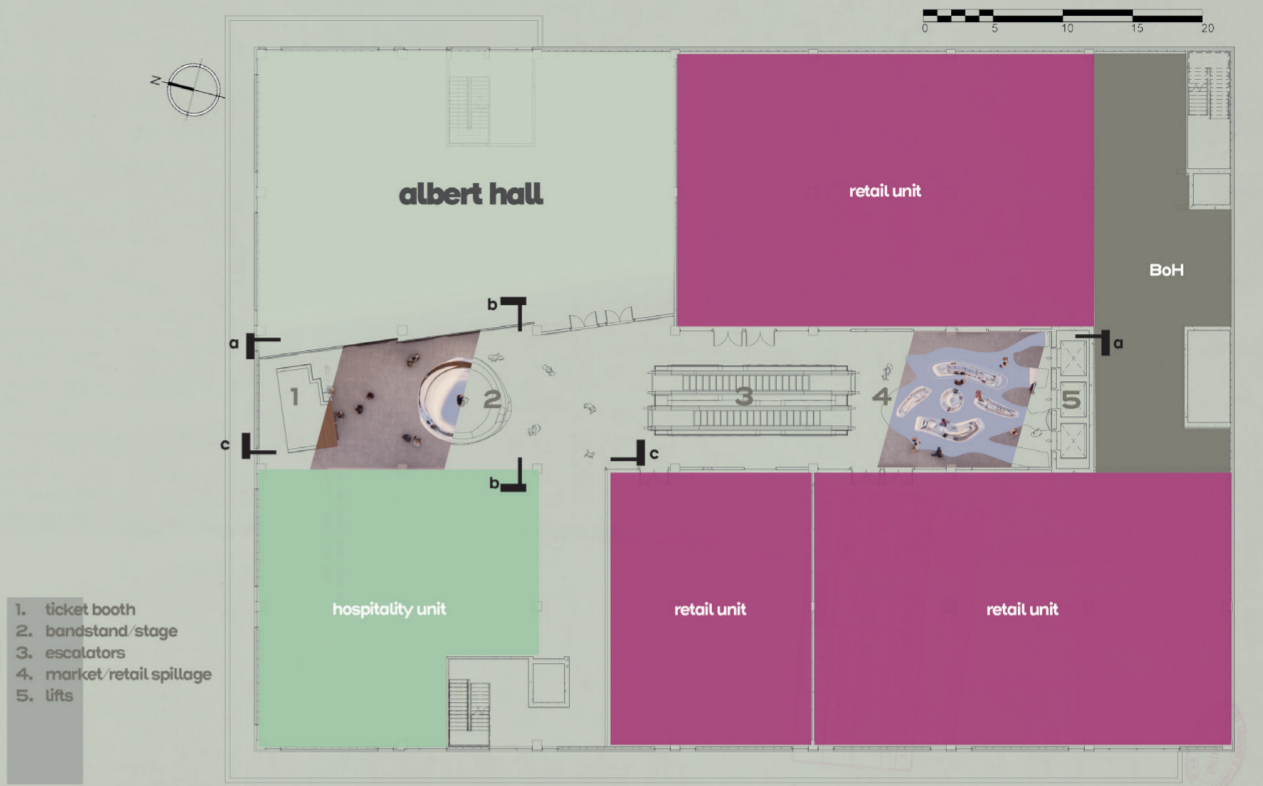 0 5 10 15 20
N
albert hall
retail unit
BoH
b
a
a
1
2
3
4
5
c
c
b
hospitality unit
retail unit
retail unit
1. ticket booth
2. bandstand/stage
3. escalators
4. market/retail spillage
5. lifts